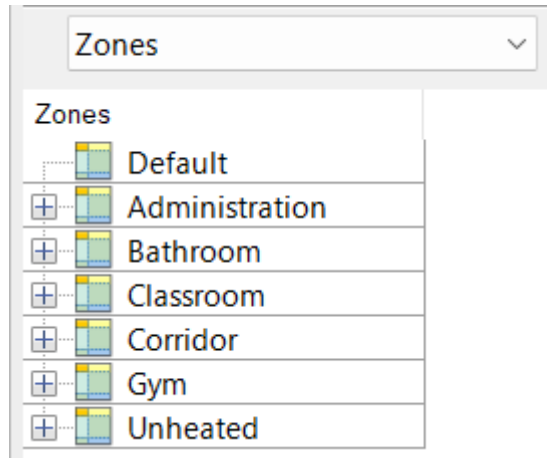 Zones
Zones
Default
Administration
Bathroom
Classroom
Corridor
Gym
Unheated